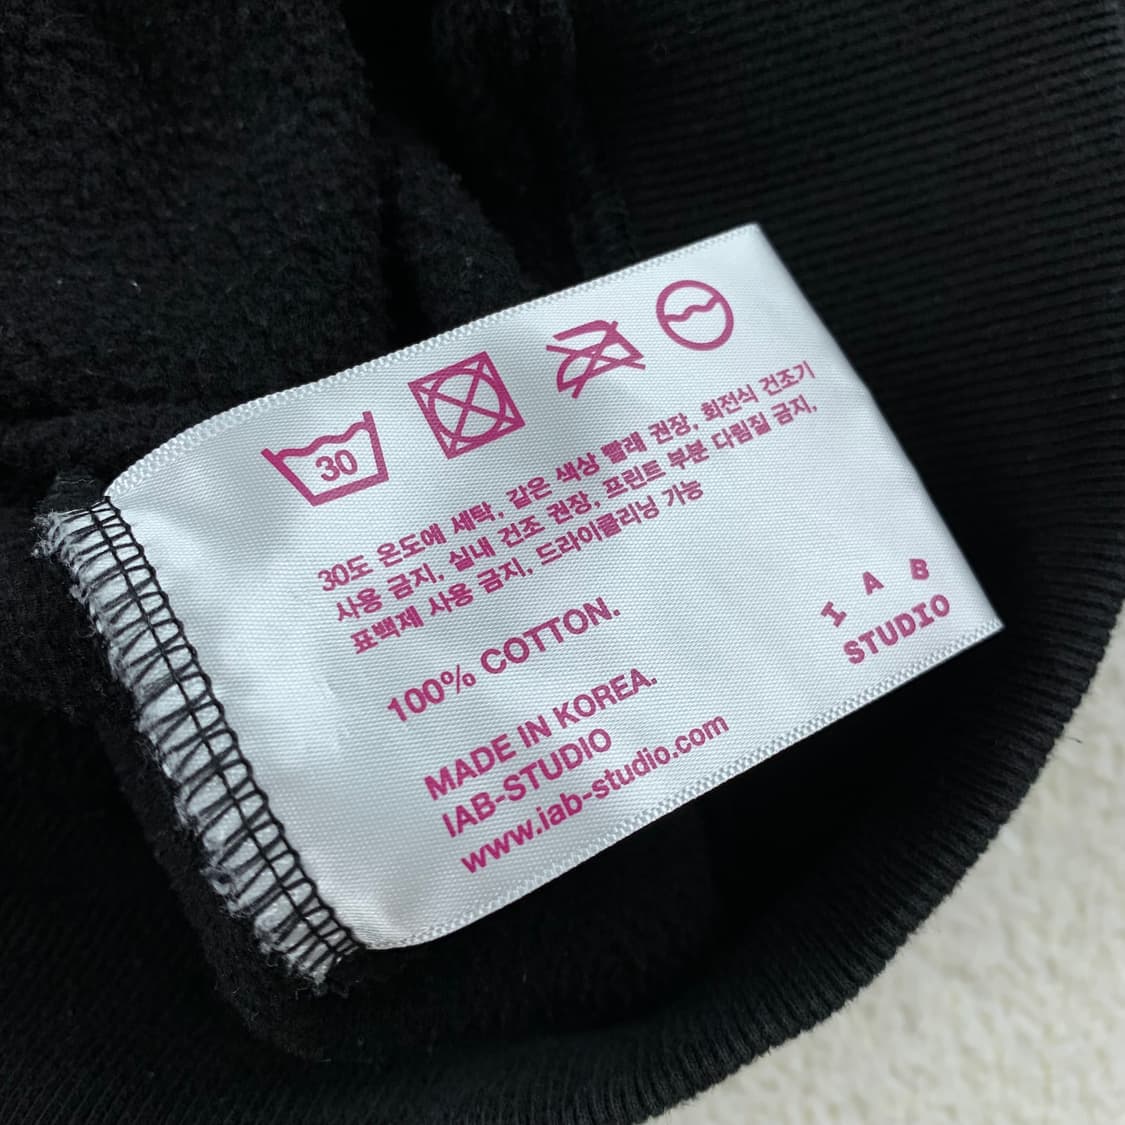 30
30도 온도에 세탁, 같은 색상 빨래 권장, 회전식 건조기
사용 금지, 실내 건조 권장, 프린트 부분 다림질 금지,
표백제 사용 금지, 드라이클리닝 가능
100% COTTON.
MADE IN KOREA.
IAB-STUDIO
www.iab-studio.com
I A B
STUDIO